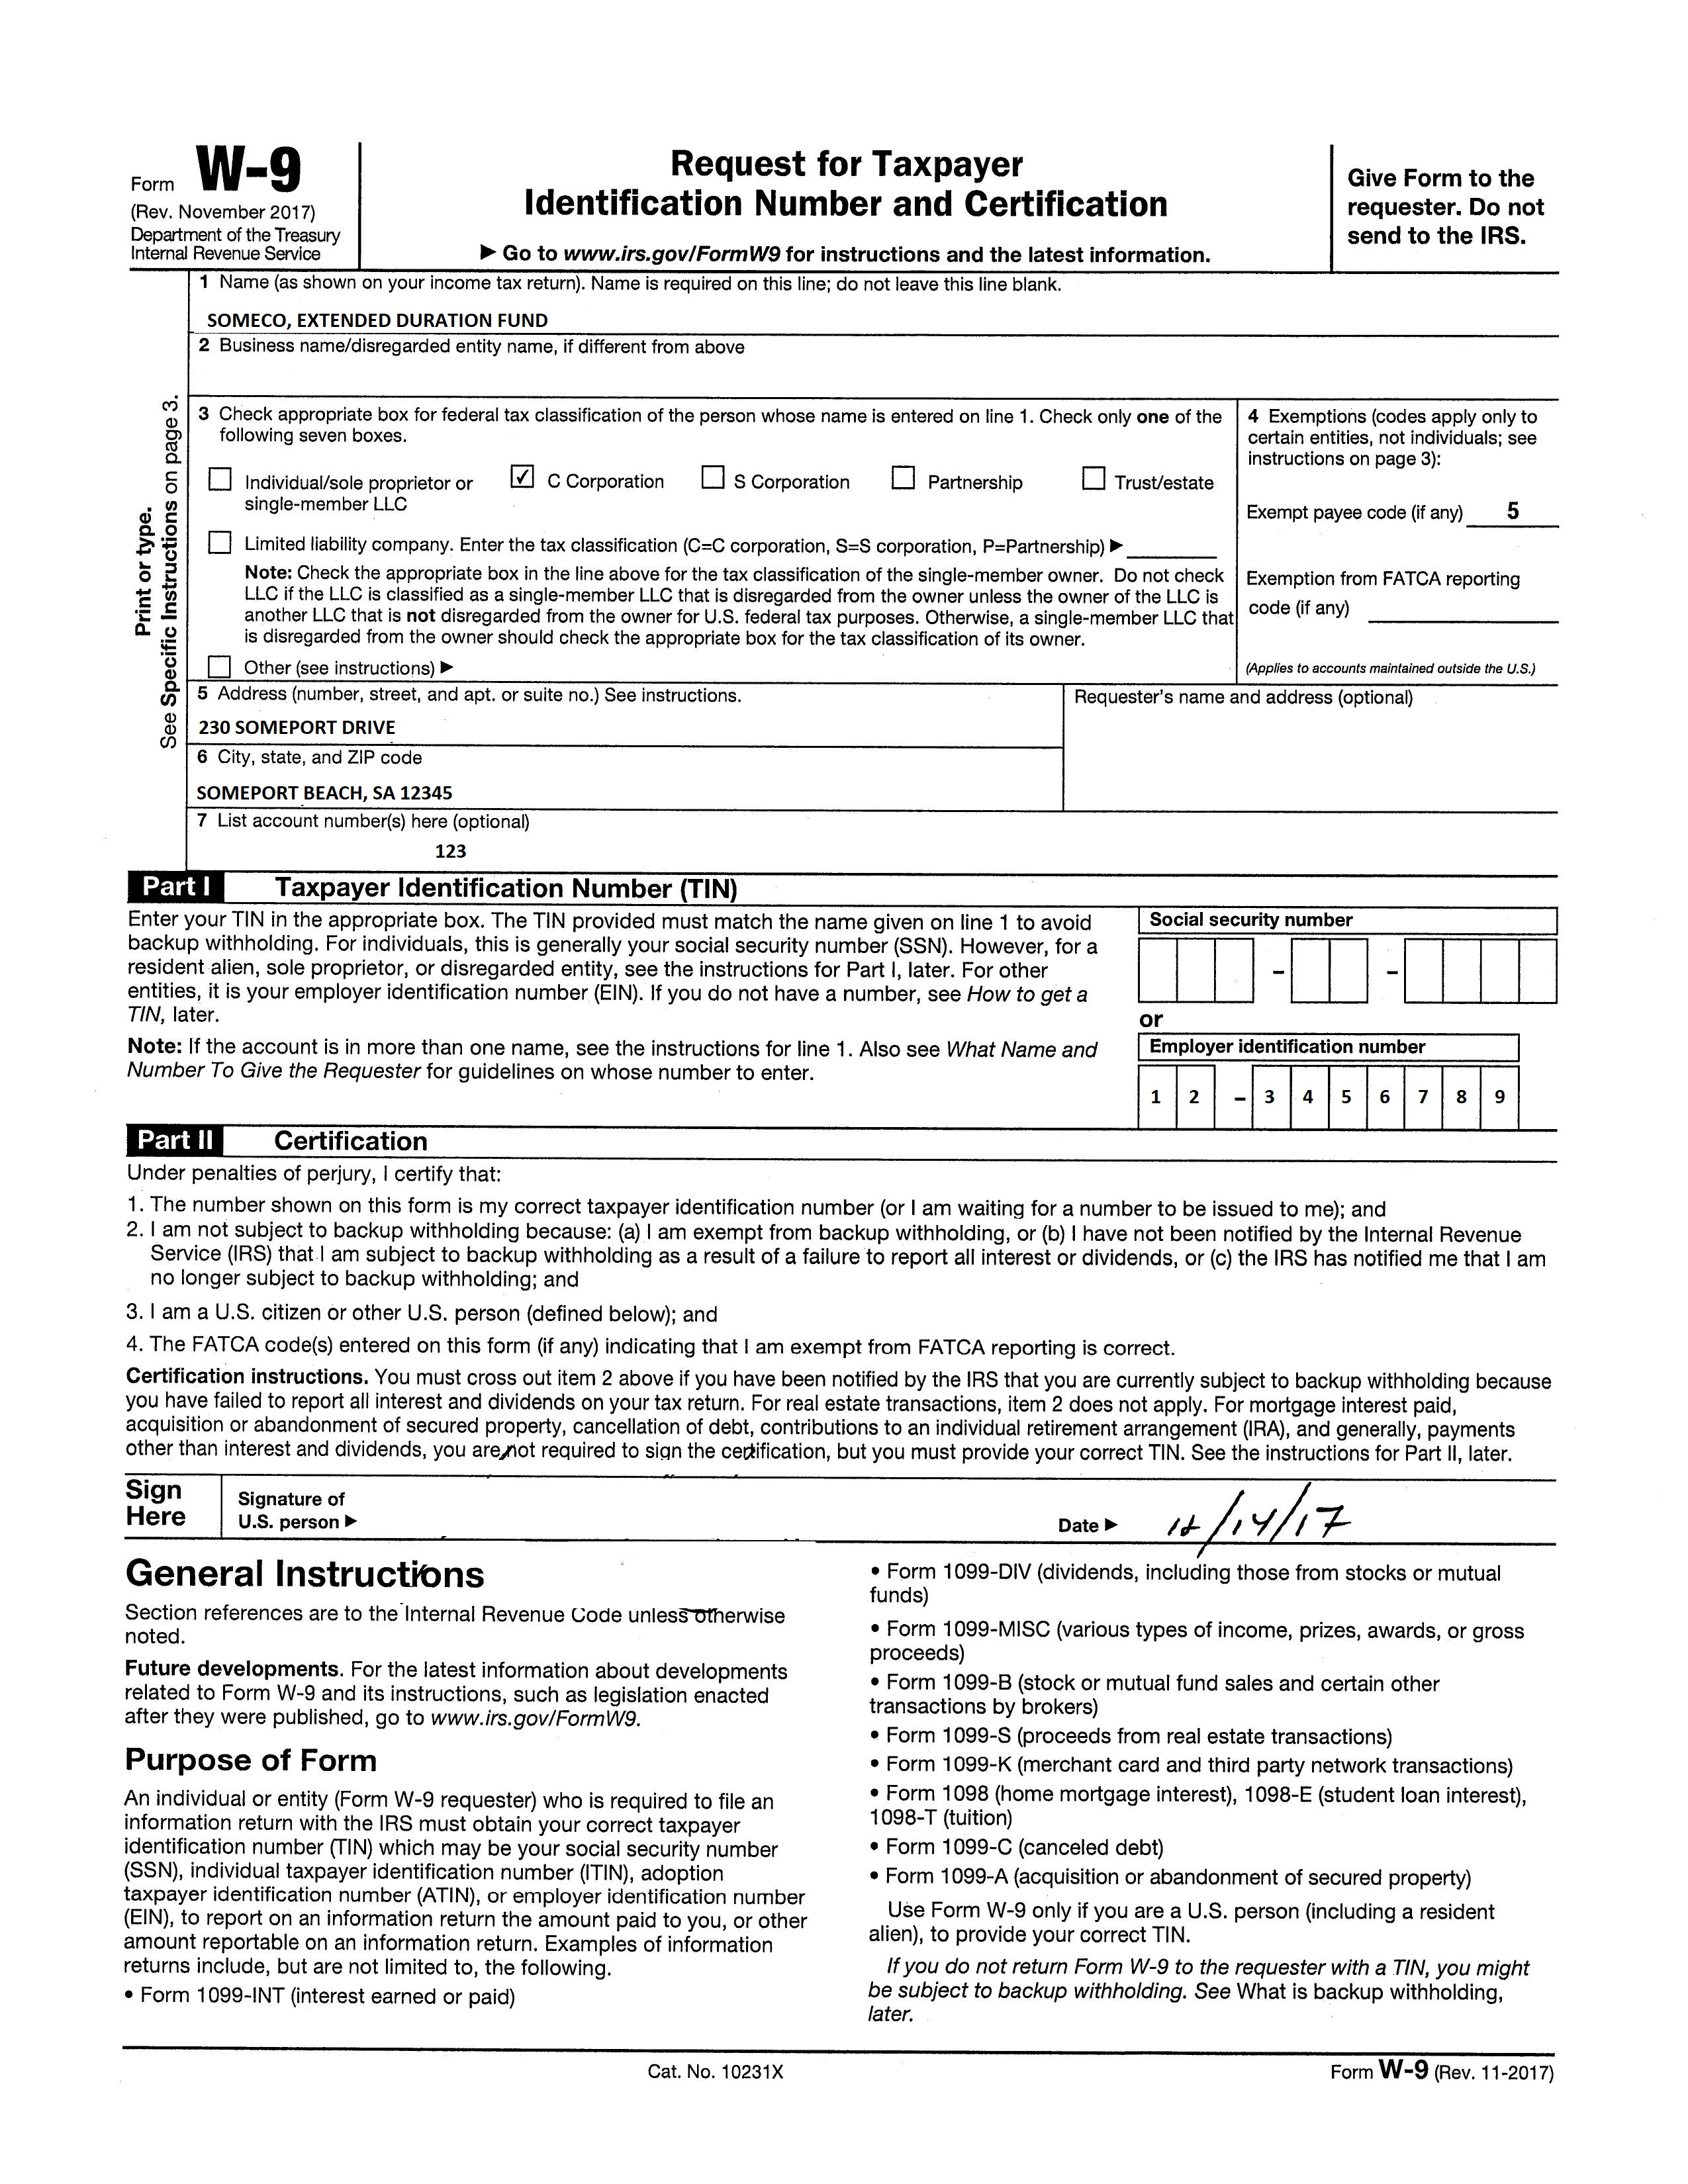 Form W-9
(Rev. November 2017)
Department of the Treasury
Internal Revenue Service
Request for Taxpayer
Identification Number and Certification
▶ Go to www.irs.gov/FormW9 for instructions and the latest information.
Give Form to the
requester. Do not
send to the IRS.
Print or type.
See Specific Instructions on page 3.
1 Name (as shown on your income tax return). Name is required on this line; do not leave this line blank.
SOMECO, EXTENDED DURATION FUND
2 Business name/disregarded entity name, if different from above
3 Check appropriate box for federal tax classification of the person whose name is entered on line 1. Check only one of the
following seven boxes.
☐ Individual/sole proprietor or ☑ C Corporation ☐ S Corporation ☐ Partnership ☐ Trust/estate
single-member LLC
☐ Limited liability company. Enter the tax classification (C=C corporation, S=S corporation, P=Partnership) ▶
Note: Check the appropriate box in the line above for the tax classification of the single-member owner. Do not check
LLC if the LLC is classified as a single-member LLC that is disregarded from the owner unless the owner of the LLC is
another LLC that is not disregarded from the owner for U.S. federal tax purposes. Otherwise, a single-member LLC that
is disregarded from the owner should check the appropriate box for the tax classification of its owner.
☐ Other (see instructions) ▶
4 Exemptions (codes apply only to
certain entities, not individuals; see
instructions on page 3):
Exempt payee code (if any) 5
Exemption from FATCA reporting
code (if any)
(Applies to accounts maintained outside the U.S.)
5 Address (number, street, and apt. or suite no.) See instructions.
230 SOMEPORT DRIVE
6 City, state, and ZIP code
SOMEPORT BEACH, SA 12345
Requester's name and address (optional)
7 List account number(s) here (optional)
123
Part I Taxpayer Identification Number (TIN)
Enter your TIN in the appropriate box. The TIN provided must match the name given on line 1 to avoid
backup withholding. For individuals, this is generally your social security number (SSN). However, for a
resident alien, sole proprietor, or disregarded entity, see the instructions for Part I, later. For other
entities, it is your employer identification number (EIN). If you do not have a number, see How to get a
TIN, later.
Note: If the account is in more than one name, see the instructions for line 1. Also see What Name and
Number To Give the Requester for guidelines on whose number to enter.
Social security number
– –
or
Employer identification number
1 2 – 3 4 5 6 7 8 9
Part II Certification
Under penalties of perjury, I certify that:
1. The number shown on this form is my correct taxpayer identification number (or I am waiting for a number to be issued to me); and
2. I am not subject to backup withholding because: (a) I am exempt from backup withholding, or (b) I have not been notified by the Internal Revenue
Service (IRS) that I am subject to backup withholding as a result of a failure to report all interest or dividends, or (c) the IRS has notified me that I am
no longer subject to backup withholding; and
3. I am a U.S. citizen or other U.S. person (defined below); and
4. The FATCA code(s) entered on this form (if any) indicating that I am exempt from FATCA reporting is correct.
Certification instructions. You must cross out item 2 above if you have been notified by the IRS that you are currently subject to backup withholding because
you have failed to report all interest and dividends on your tax return. For real estate transactions, item 2 does not apply. For mortgage interest paid,
acquisition or abandonment of secured property, cancellation of debt, contributions to an individual retirement arrangement (IRA), and generally, payments
other than interest and dividends, you are not required to sign the certification, but you must provide your correct TIN. See the instructions for Part II, later.
Sign
Here
Signature of
U.S. person ▶
Date ▶ 12/14/17
General Instructions
Section references are to the Internal Revenue Code unless otherwise
noted.
Future developments. For the latest information about developments
related to Form W-9 and its instructions, such as legislation enacted
after they were published, go to www.irs.gov/FormW9.
Purpose of Form
An individual or entity (Form W-9 requester) who is required to file an
information return with the IRS must obtain your correct taxpayer
identification number (TIN) which may be your social security number
(SSN), individual taxpayer identification number (ITIN), adoption
taxpayer identification number (ATIN), or employer identification number
(EIN), to report on an information return the amount paid to you, or other
amount reportable on an information return. Examples of information
returns include, but are not limited to, the following.
• Form 1099-INT (interest earned or paid)
• Form 1099-DIV (dividends, including those from stocks or mutual
funds)
• Form 1099-MISC (various types of income, prizes, awards, or gross
proceeds)
• Form 1099-B (stock or mutual fund sales and certain other
transactions by brokers)
• Form 1099-S (proceeds from real estate transactions)
• Form 1099-K (merchant card and third party network transactions)
• Form 1098 (home mortgage interest), 1098-E (student loan interest),
1098-T (tuition)
• Form 1099-C (canceled debt)
• Form 1099-A (acquisition or abandonment of secured property)
Use Form W-9 only if you are a U.S. person (including a resident
alien), to provide your correct TIN.
If you do not return Form W-9 to the requester with a TIN, you might
be subject to backup withholding. See What is backup withholding,
later.
Cat. No. 10231X
Form W-9 (Rev. 11-2017)